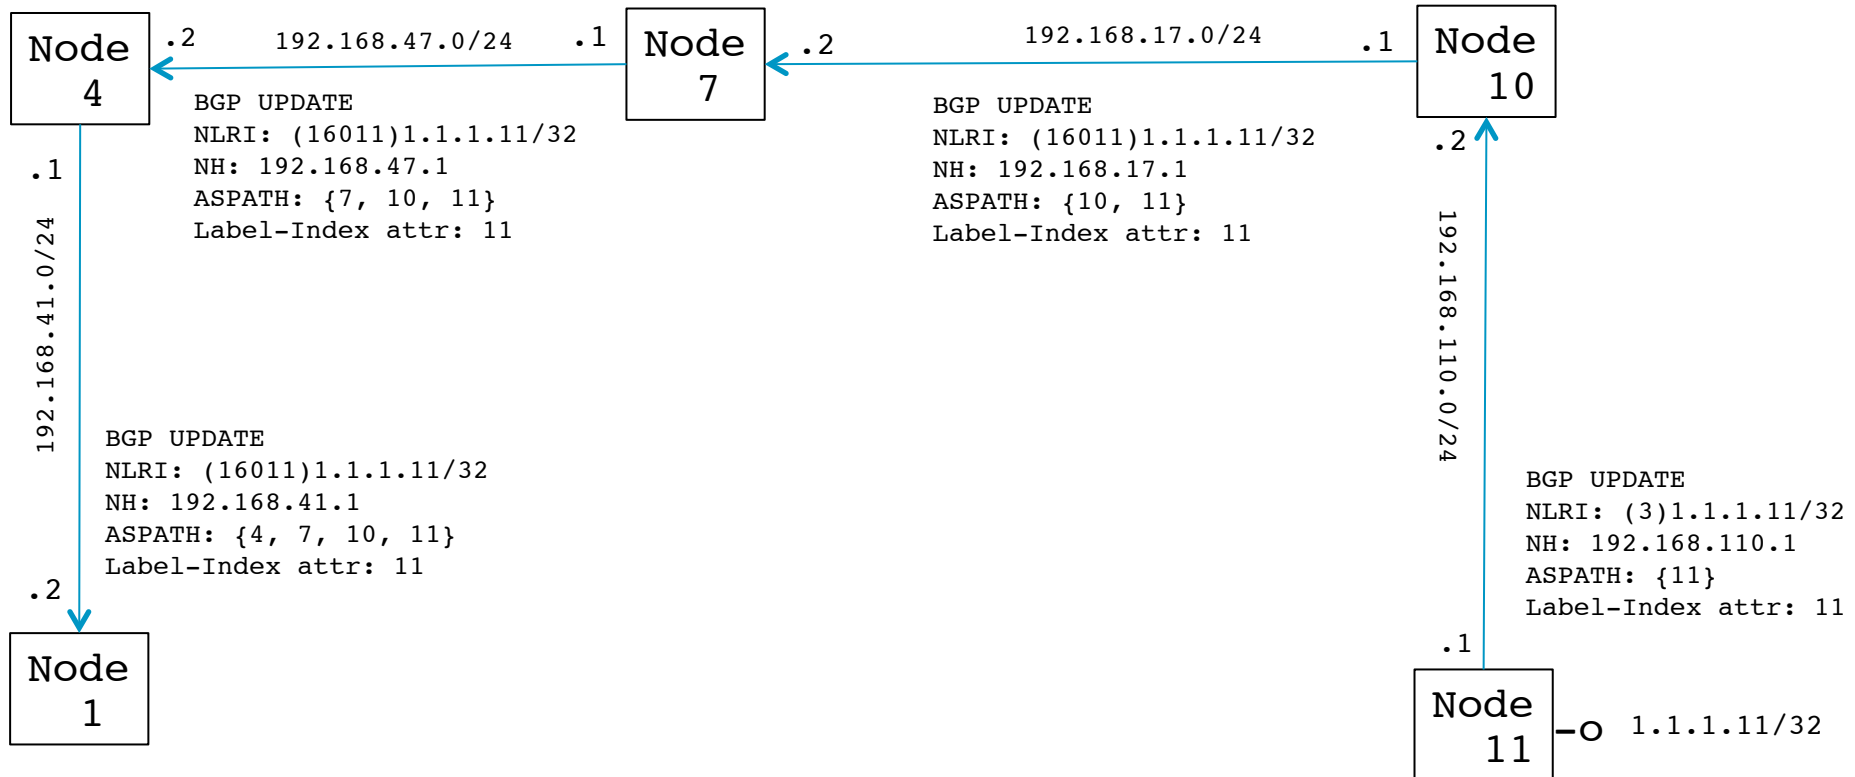 Node
4
.2
192.168.47.0/24
.1
Node
7
.2
192.168.17.0/24
.1
Node
10
BGP UPDATE
NLRI: (16011)1.1.1.11/32
NH: 192.168.47.1
ASPATH: {7, 10, 11}
Label-Index attr: 11
BGP UPDATE
NLRI: (16011)1.1.1.11/32
NH: 192.168.17.1
ASPATH: {10, 11}
Label-Index attr: 11
.1
192.168.41.0/24
.2
192.168.110.0/24
BGP UPDATE
NLRI: (16011)1.1.1.11/32
NH: 192.168.41.1
ASPATH: {4, 7, 10, 11}
Label-Index attr: 11
BGP UPDATE
NLRI: (3)1.1.1.11/32
NH: 192.168.110.1
ASPATH: {11}
Label-Index attr: 11
.2
Node
1
.1
Node
11
1.1.1.11/32